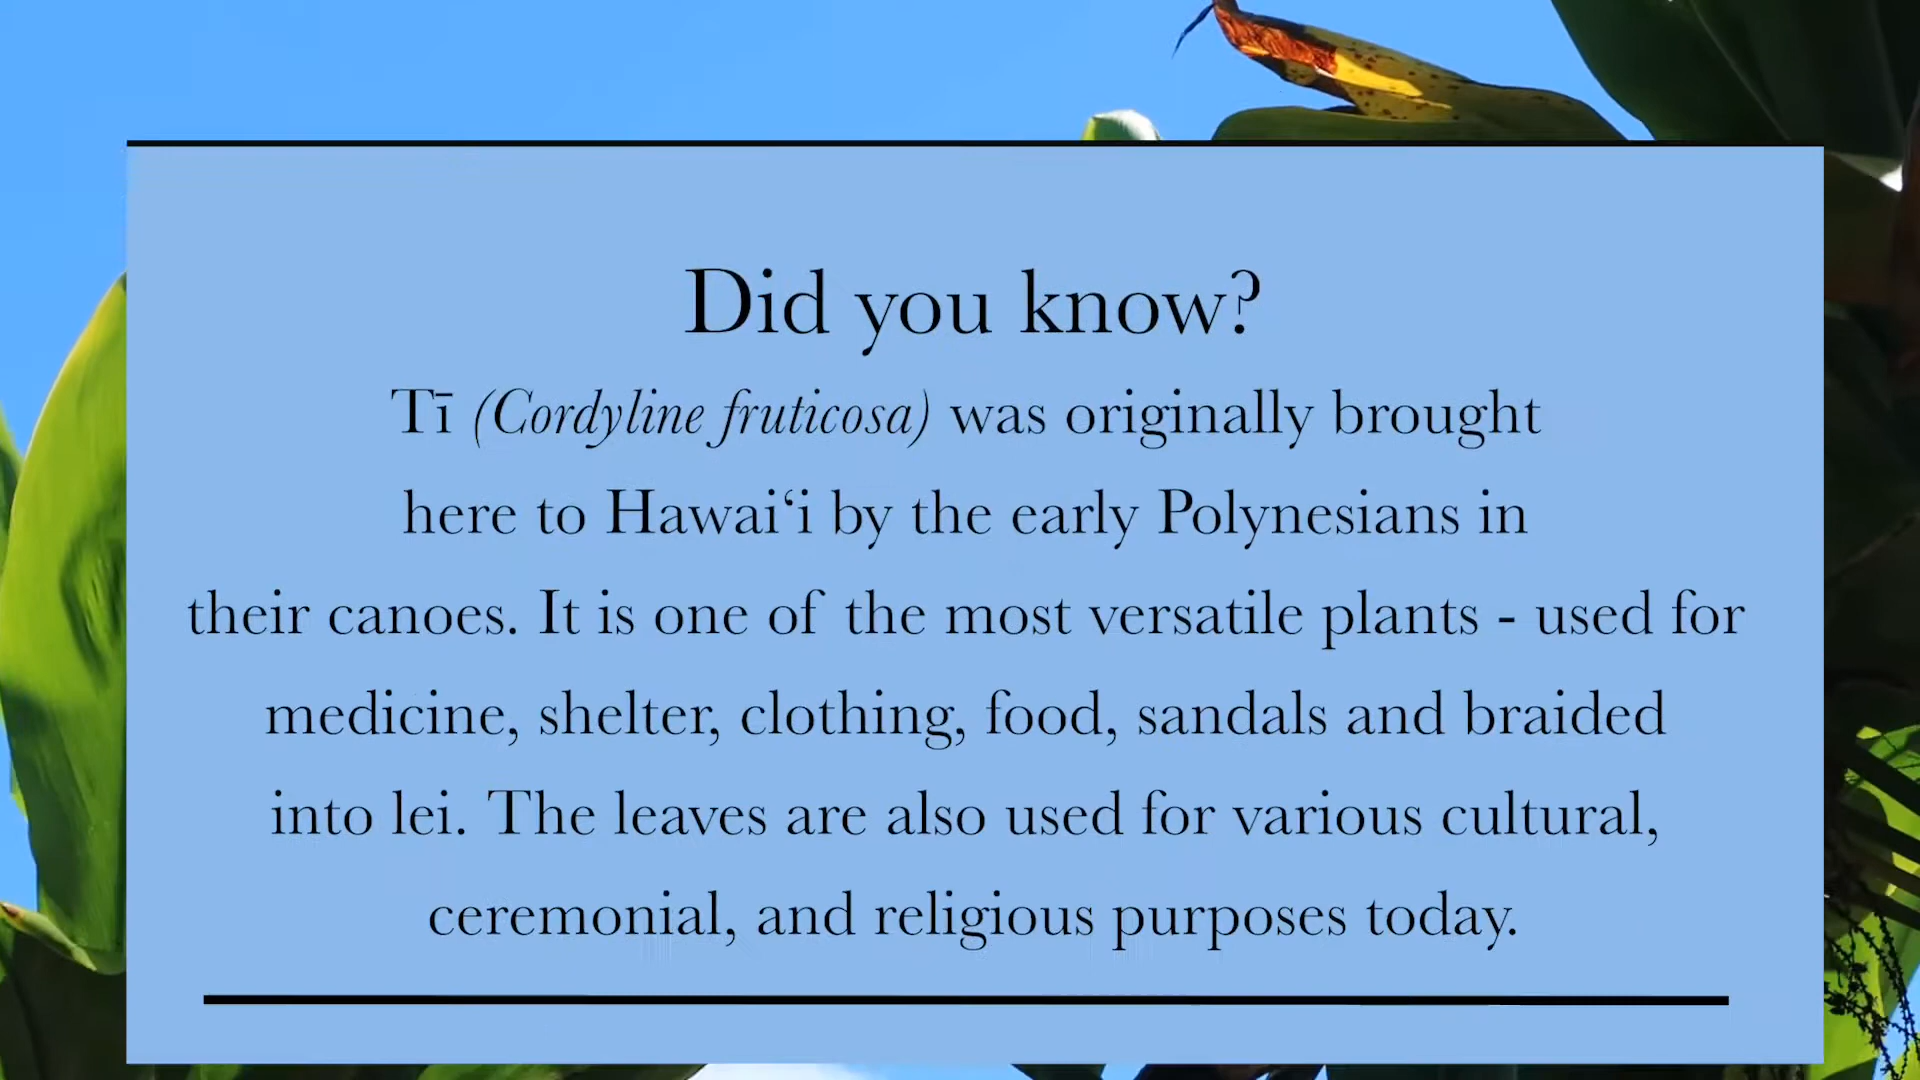 Did you know?
Tī (Cordyline fruticosa) was originally brought
here to Hawai‘i by the early Polynesians in
their canoes. It is one of the most versatile plants - used for
medicine, shelter, clothing, food, sandals and braided
into lei. The leaves are also used for various cultural,
ceremonial, and religious purposes today.